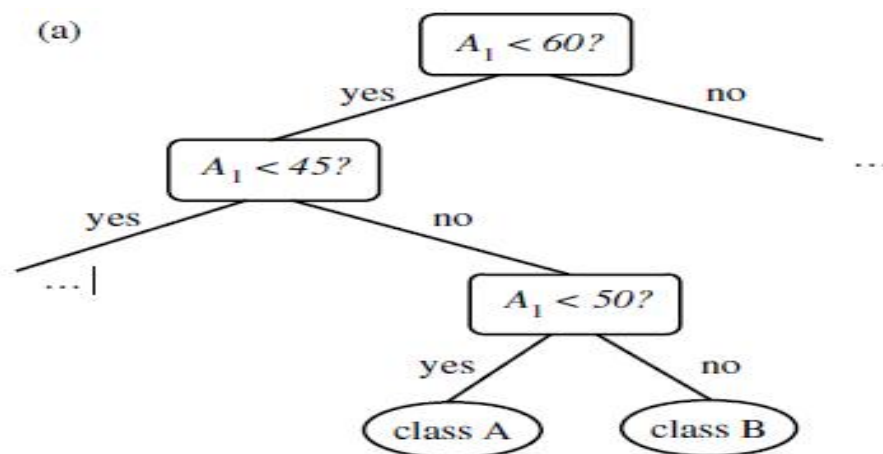 (a)
A₁ < 60?
yes
no
A₁ < 45?
...
yes
no
... |
A₁ < 50?
yes
no
class A
class B